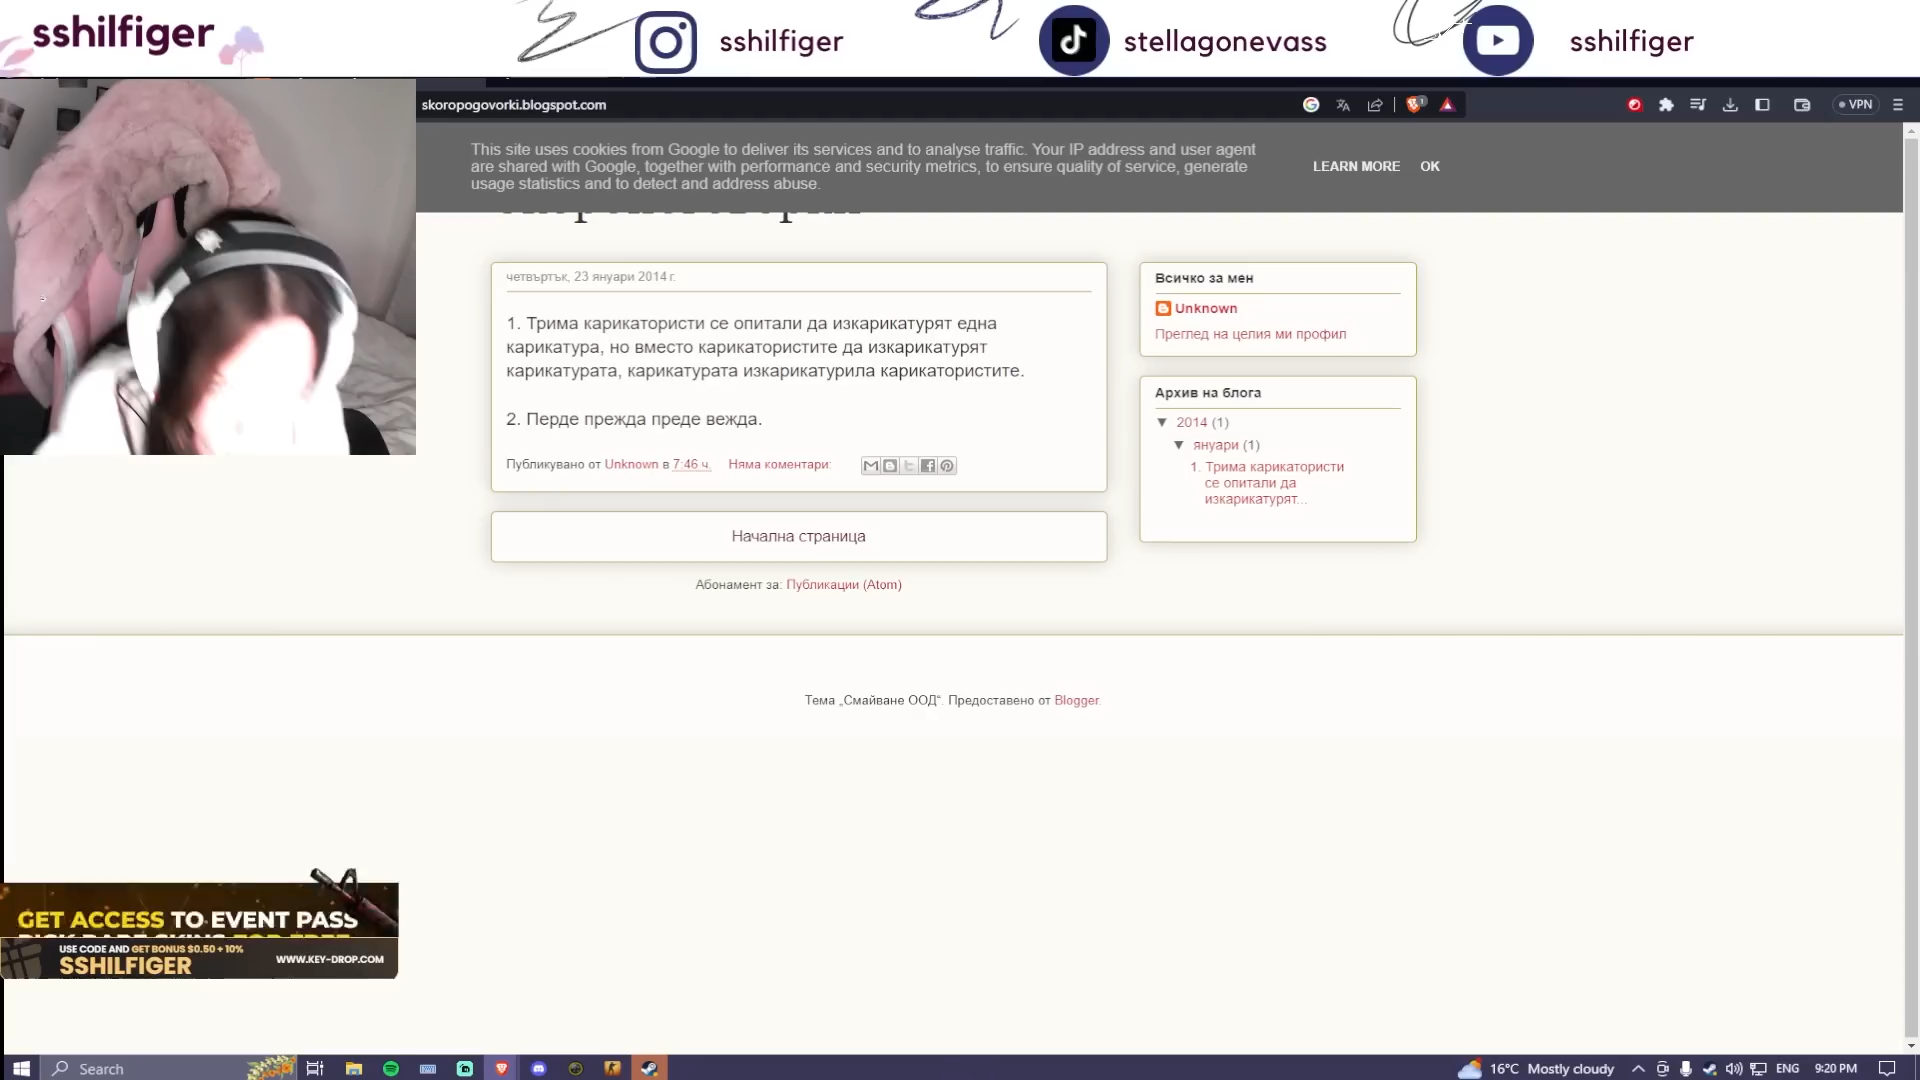 sshilfiger
sshilfiger
stellagonevass
sshilfiger
skoropogovorki.blogspot.com
VPN
This site uses cookies from Google to deliver its services and to analyse traffic. Your IP address and user agent
are shared with Google, together with performance and security metrics, to ensure quality of service, generate
usage statistics and to detect and address abuse.
LEARN MORE
OK
четвъртък, 23 януари 2014 г.
1. Трима карикатористи се опитали да изкарикатурят една
карикатура, но вместо карикатористите да изкарикатурят
карикатурата, карикатурата изкарикатурила карикатористите.
2. Перде прежда преде вежда.
Публикувано от Unknown в 7:46 ч.
Няма коментари:
Начална страница
Абонамент за: Публикации (Atom)
Всичко за мен
Unknown
Преглед на целия ми профил
Архив на блога
▼ 2014 (1)
▼ януари (1)
1. Трима карикатористи
се опитали да
изкарикатурят...
Тема „Смайване ООД“. Предоставено от Blogger.
GET ACCESS TO EVENT PASS
USE CODE AND GET BONUS $0.50 + 10%
SSHILFIGER
WWW.KEY-DROP.COM
Search
16°C Mostly cloudy
ENG
9:20 PM